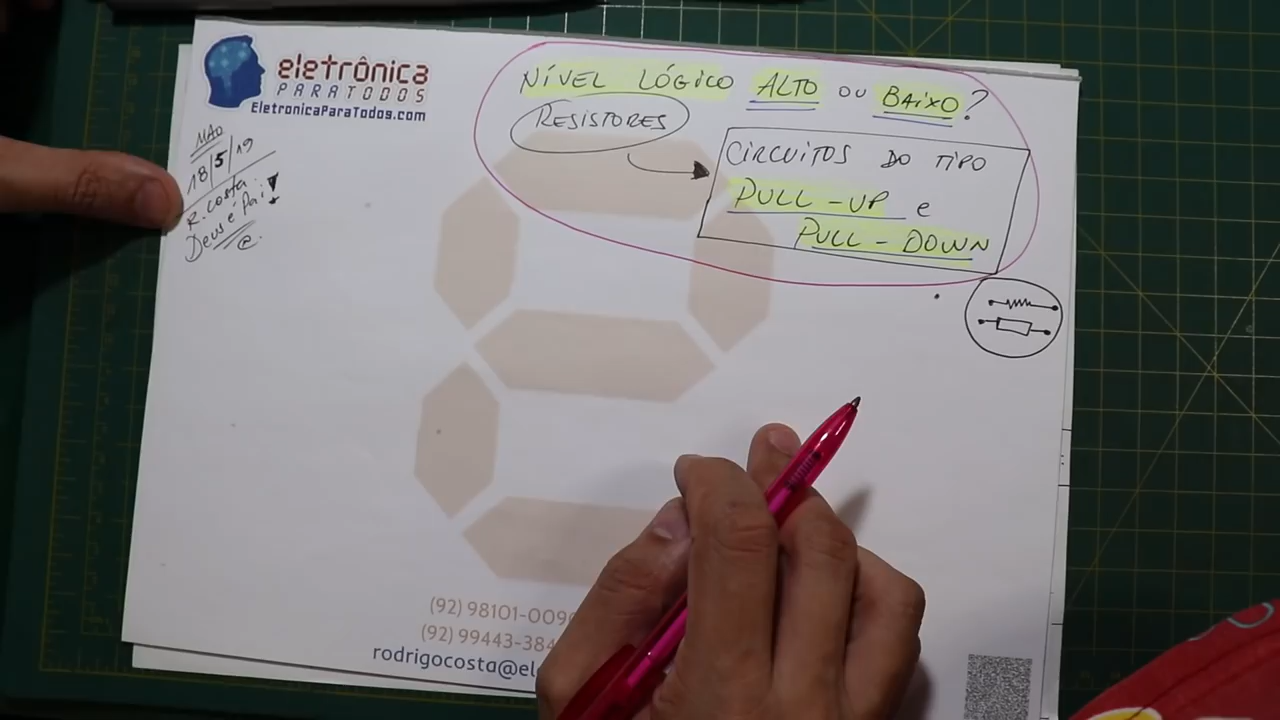 eletrônica
PARATODOS
EletronicaParaTodos.com
MAO
18/5/19
R. Costa
Deus é Pai!
NÍVEL LÓGICO ALTO OU BAIXO?
RESISTORES
CIRCUITOS DO TIPO
PULL-UP e
PULL-DOWN
(92) 98101-009
(92) 99443-384
rodrigocosta@el